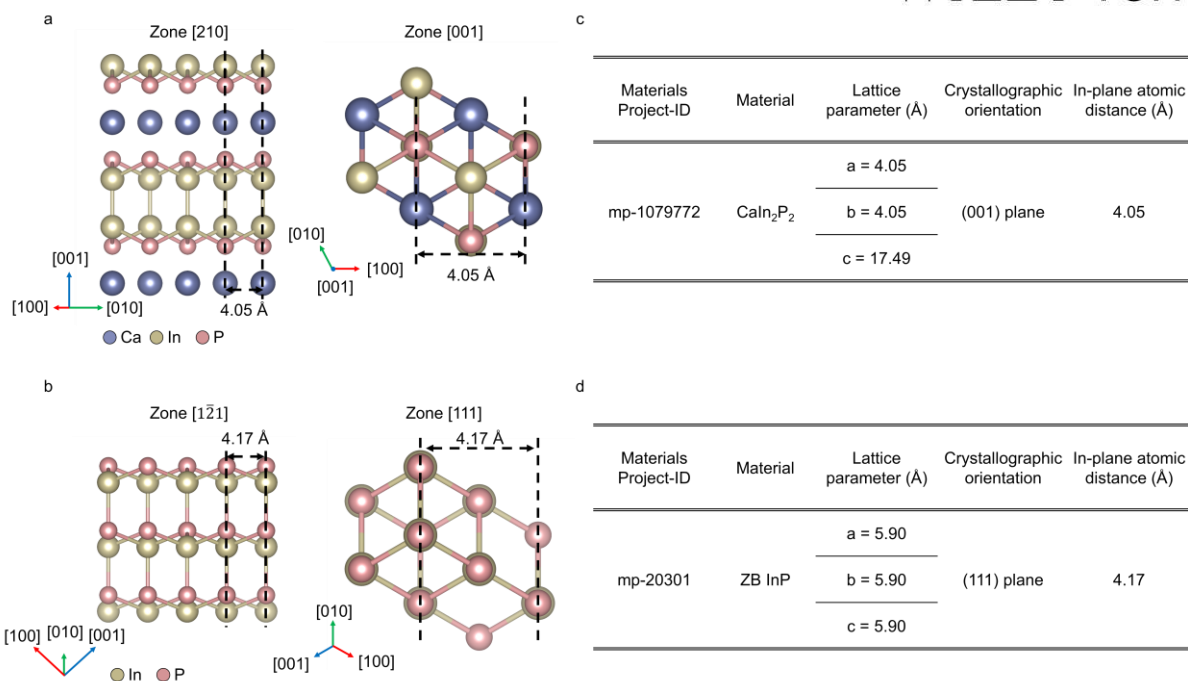 a
Zone [210]
Zone [001]
[001]
[100]
[010]
4.05 Å
Ca In P
[010]
[100]
[001]
4.05 Å
c
Materials Project-ID Material Lattice parameter (Å) Crystallographic orientation In-plane atomic distance (Å)
a = 4.05
mp-1079772 CaIn₂P₂ b = 4.05 (001) plane 4.05
c = 17.49
b
Zone [12̄1]
4.17 Å
Zone [111]
4.17 Å
[100]
[010]
[001]
In P
[010]
[001]
[100]
d
Materials Project-ID Material Lattice parameter (Å) Crystallographic orientation In-plane atomic distance (Å)
a = 5.90
mp-20301 ZB InP b = 5.90 (111) plane 4.17
c = 5.90